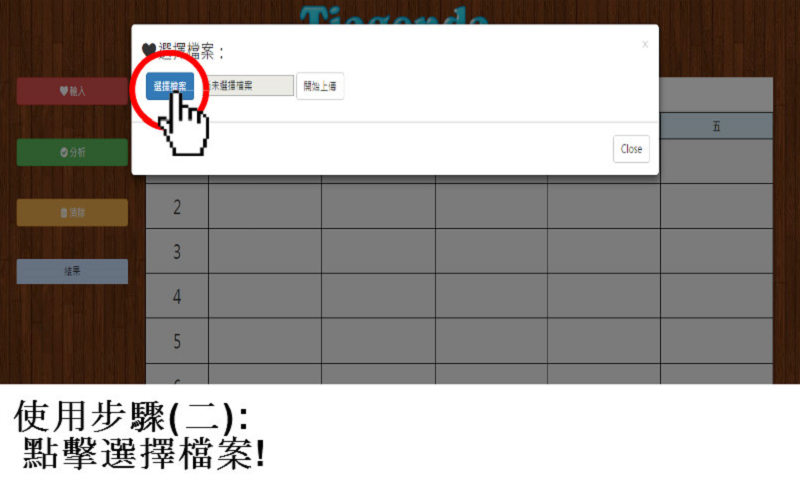 Tiagenda
選擇檔案：
x
選擇檔案 未選擇檔案 開始上傳
Close
輸入
分析
清除
結果
五
2
3
4
5
使用步驟(二):
點擊選擇檔案!